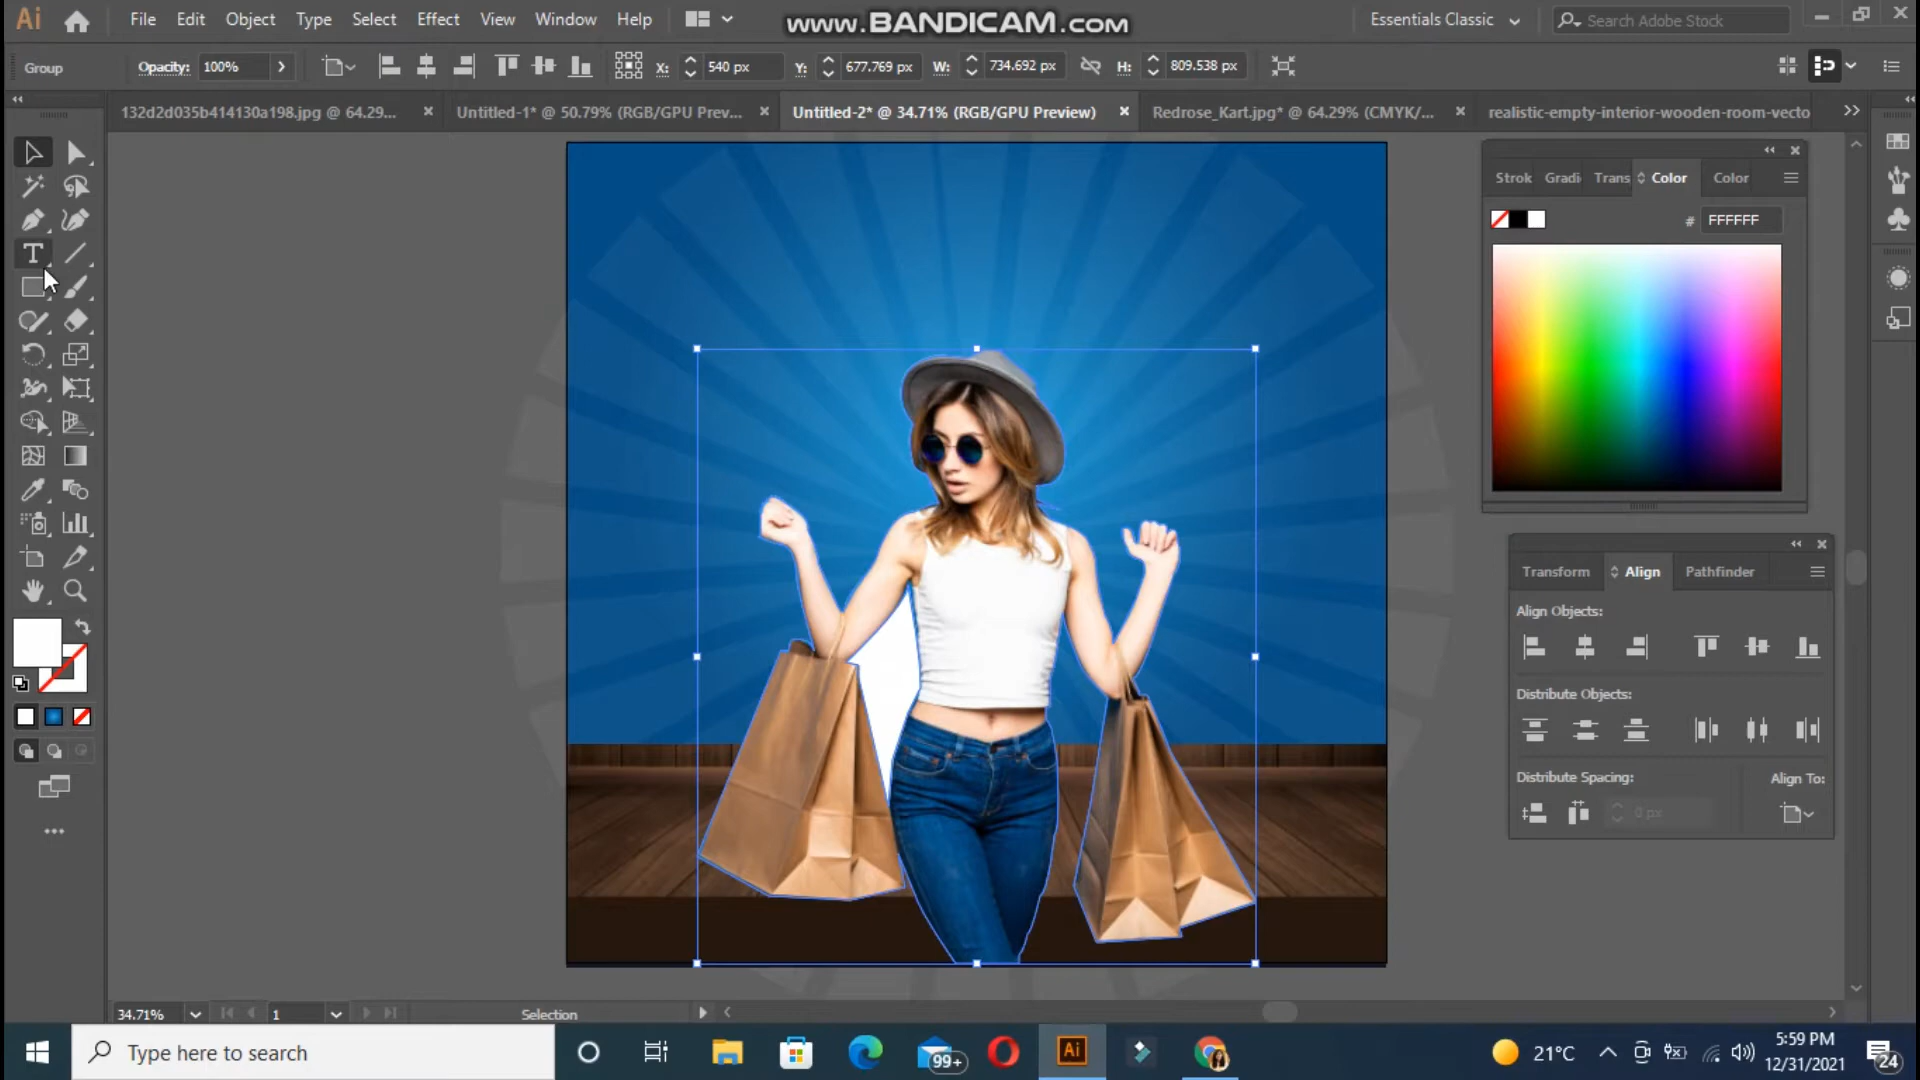 Ai File Edit Object Type Select Effect View Window Help
www.BANDICAM.com
Essentials Classic Search Adobe Stock
Group Opacity: 100% X: 540 px Y: 677.769 px W: 734.692 px H: 809.538 px
132d2d035b414130a198.jpg @ 64.29... Untitled-1* @ 50.79% (RGB/GPU Prev... Untitled-2* @ 34.71% (RGB/GPU Preview) Redrose_Kart.jpg* @ 64.29% (CMYK/... realistic-empty-interior-wooden-room-vecto
Strok Gradi Trans Color Color
# FFFFFF
Transform Align Pathfinder
Align Objects:
Distribute Objects:
Distribute Spacing: Align To:
0 px
34.71% 1 Selection
Type here to search
99+
Ai
21°C
5:59 PM
12/31/2021
24